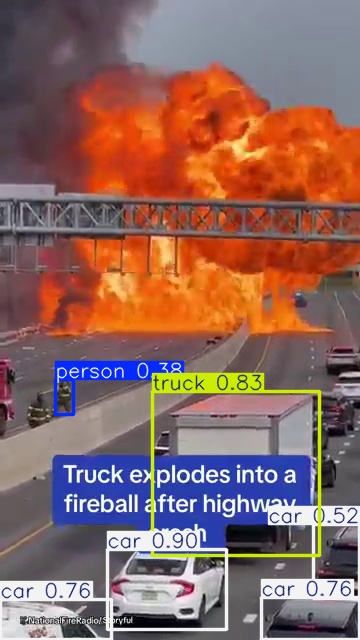 person 0.38
truck 0.83
Truck explodes into a
fireball after highway
crash
car 0.52
car 0.90
car 0.76
car 0.76
NationalFireRadio/Storyful